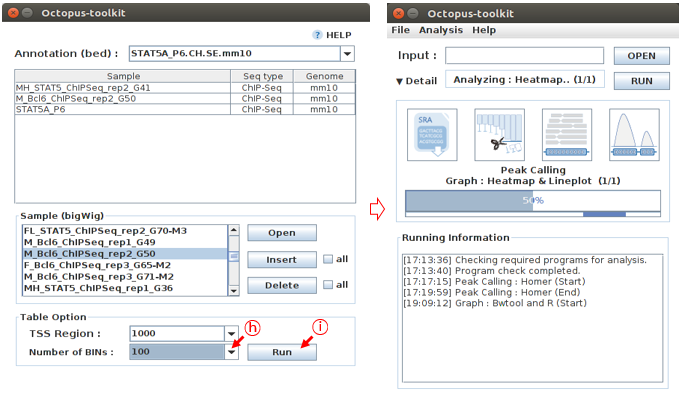 Octopus-toolkit
? HELP
Annotation (bed) : STAT5A_P6.CH.SE.mm10
Sample Seq type Genome
MH_STAT5_ChIPSeq_rep2_G41 ChIP-Seq mm10
M_Bcl6_ChIPSeq_rep2_G50 ChIP-Seq mm10
STAT5A_P6 ChIP-Seq mm10
Sample (bigWig)
FL_STAT5_ChIPSeq_rep2_G70-M3
M_Bcl6_ChIPSeq_rep1_G49
M_Bcl6_ChIPSeq_rep2_G50
F_Bcl6_ChIPSeq_rep3_G65-M2
M_Bcl6_ChIPSeq_rep3_G71-M2
MH_STAT5_ChIPSeq_rep1_G36
Open
Insert all
Delete all
Table Option
TSS Region : 1000
Number of BINs : 100
h
Run
i
Octopus-toolkit
File Analysis Help
Input : OPEN
▼ Detail Analyzing : Heatmap.. (1/1) RUN
SRA
Peak Calling
Graph : Heatmap & Lineplot (1/1)
50%
Running Information
[17:13:36] Checking required programs for analysis.
[17:13:40] Program check completed.
[17:17:15] Peak Calling : Homer (Start)
[17:19:59] Peak Calling : Homer (End)
[19:09:12] Graph : Bwtool and R (Start)